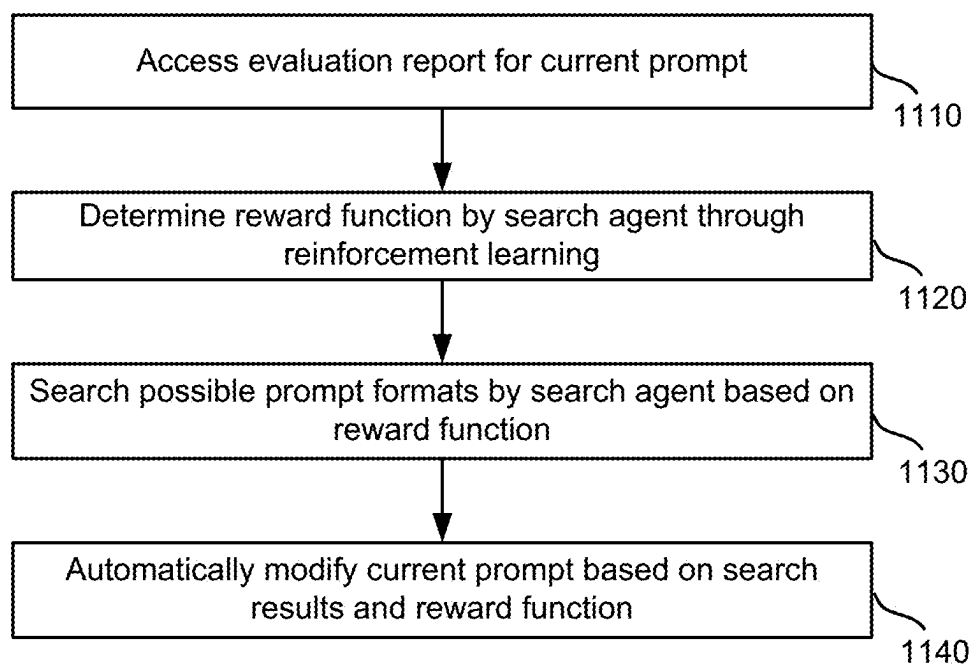 Access evaluation report for current prompt
1110
Determine reward function by search agent through
reinforcement learning
1120
Search possible prompt formats by search agent based on
reward function
1130
Automatically modify current prompt based on search
results and reward function
1140